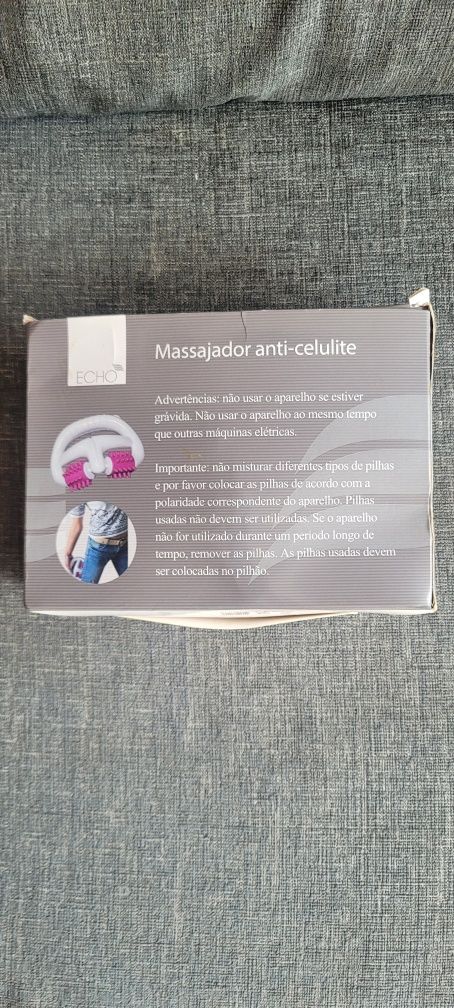 ECHO
Massajador anti-celulite
Advertências: não usar o aparelho se estiver
grávida. Não usar o aparelho ao mesmo tempo
que outras máquinas elétricas.
Importante: não misturar diferentes tipos de pilhas
e por favor colocar as pilhas de acordo com a
polaridade correspondente do aparelho. Pilhas
usadas não devem ser utilizadas. Se o aparelho
não for utilizado durante um período longo de
tempo, remover as pilhas. As pilhas usadas devem
ser colocadas no pilhão.